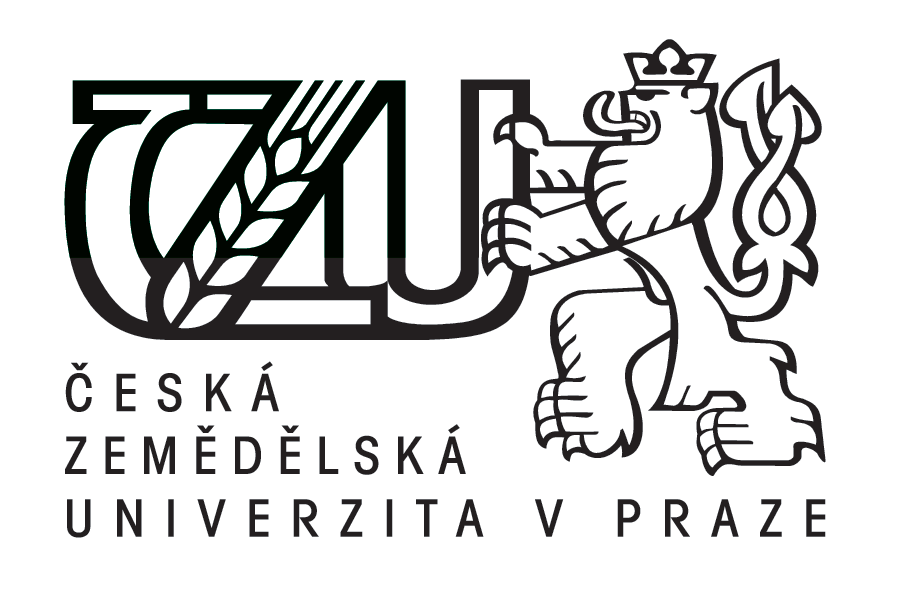 ČZU
ČESKÁ
ZEMĚDĚLSKÁ
UNIVERZITA V PRAZE